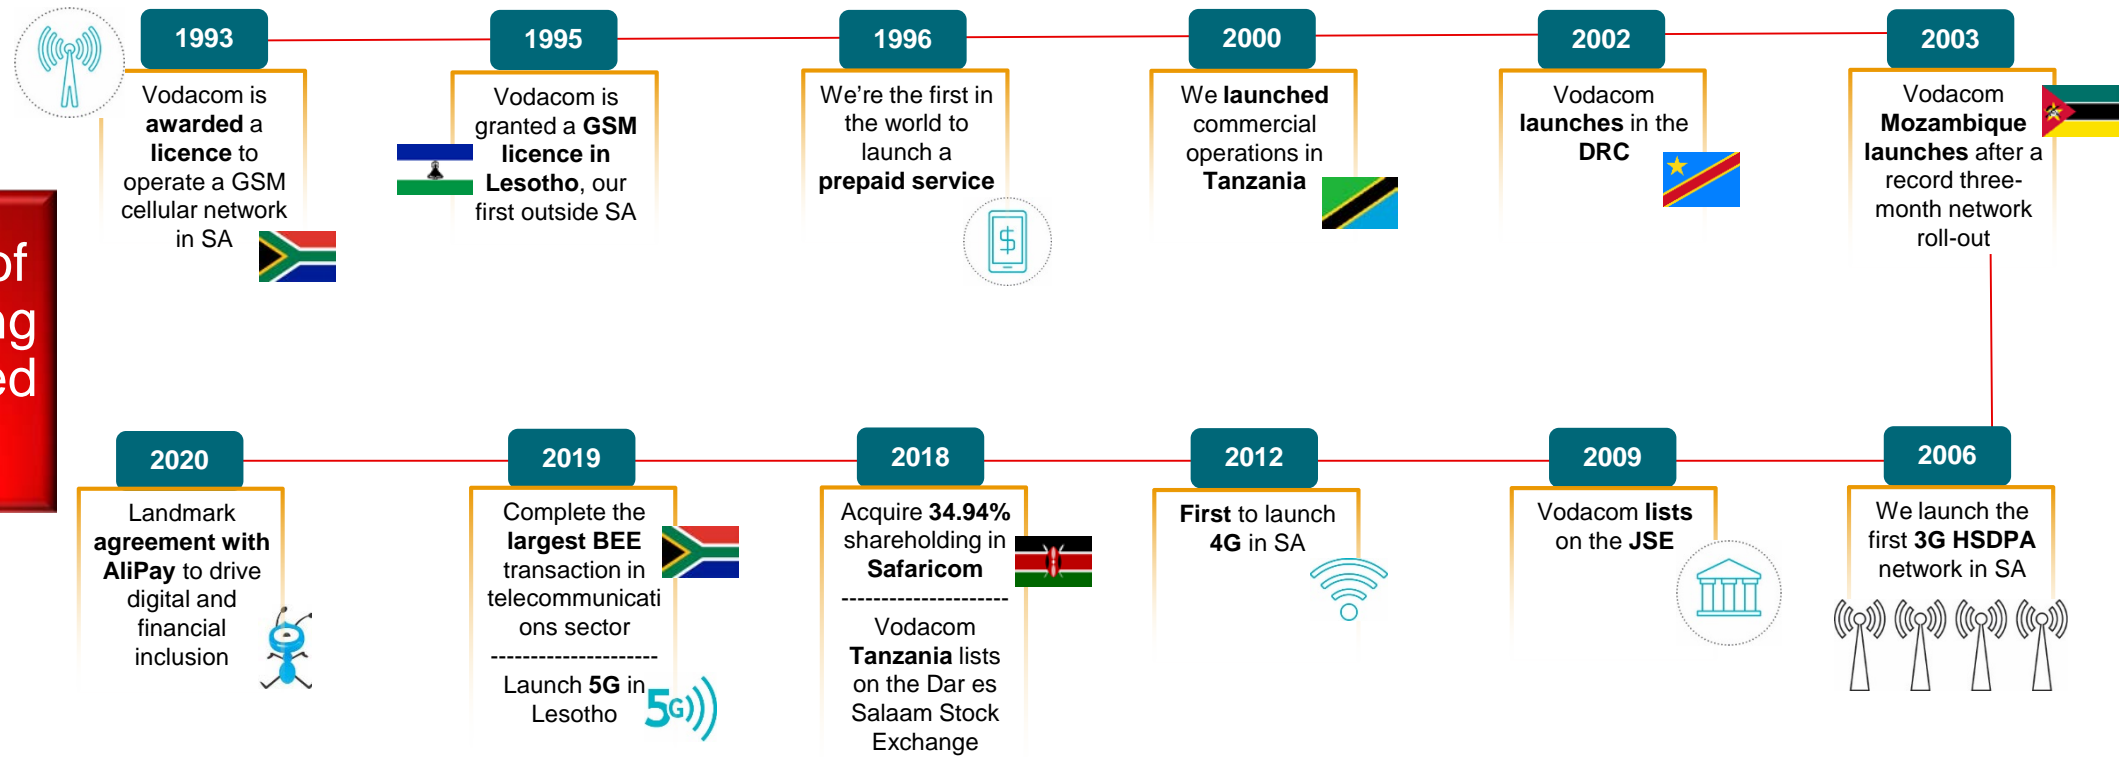 1993
Vodacom is
awarded a
licence to
operate a GSM
cellular network
in SA
1995
Vodacom is
granted a GSM
licence in
Lesotho, our
first outside SA
1996
We're the first in
the world to
launch a
prepaid service
$
2000
We launched
commercial
operations in
Tanzania
2002
Vodacom
launches in the
DRC
2003
Vodacom
Mozambique
launches after a
record three-
month network
roll-out
of
ng
ed
2020
Landmark
agreement with
AliPay to drive
digital and
financial
inclusion
2019
Complete the
largest BEE
transaction in
telecommunicati
ons sector
---------------------
Launch 5G in
Lesotho
5G
2018
Acquire 34.94%
shareholding in
Safaricom
---------------------
Vodacom
Tanzania lists
on the Dar es
Salaam Stock
Exchange
2012
First to launch
4G in SA
2009
Vodacom lists
on the JSE
2006
We launch the
first 3G HSDPA
network in SA